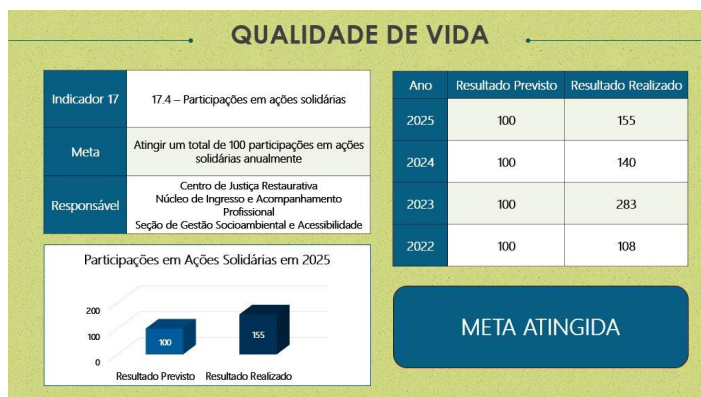 QUALIDADE DE VIDA
Indicador 17
17.4 – Participações em ações solidárias
Meta
Atingir um total de 100 participações em ações
solidárias anualmente
Responsável
Centro de Justiça Restaurativa
Núcleo de Ingresso e Acompanhamento
Profissional
Seção de Gestão Socioambiental e Acessibilidade
Participações em Ações Solidárias em 2025
200
100
0
100
155
Resultado Previsto Resultado Realizado
Ano Resultado Previsto Resultado Realizado
2025 100 155
2024 100 140
2023 100 283
2022 100 108
META ATINGIDA